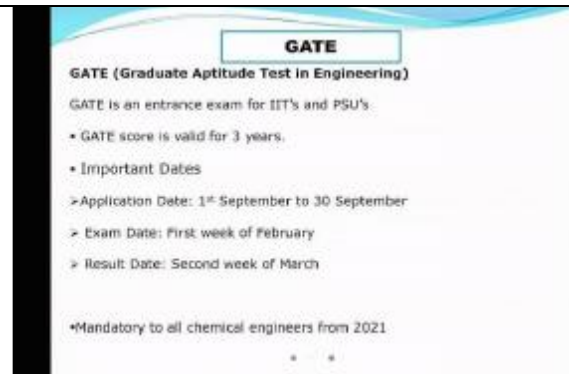 GATE
GATE (Graduate Aptitude Test in Engineering)
GATE is an entrance exam for IIT's and PSU's
• GATE score is valid for 3 years.
• Important Dates
➢Application Date: 1st September to 30 September
➢ Exam Date: First week of February
➢ Result Date: Second week of March
•Mandatory to all chemical engineers from 2021